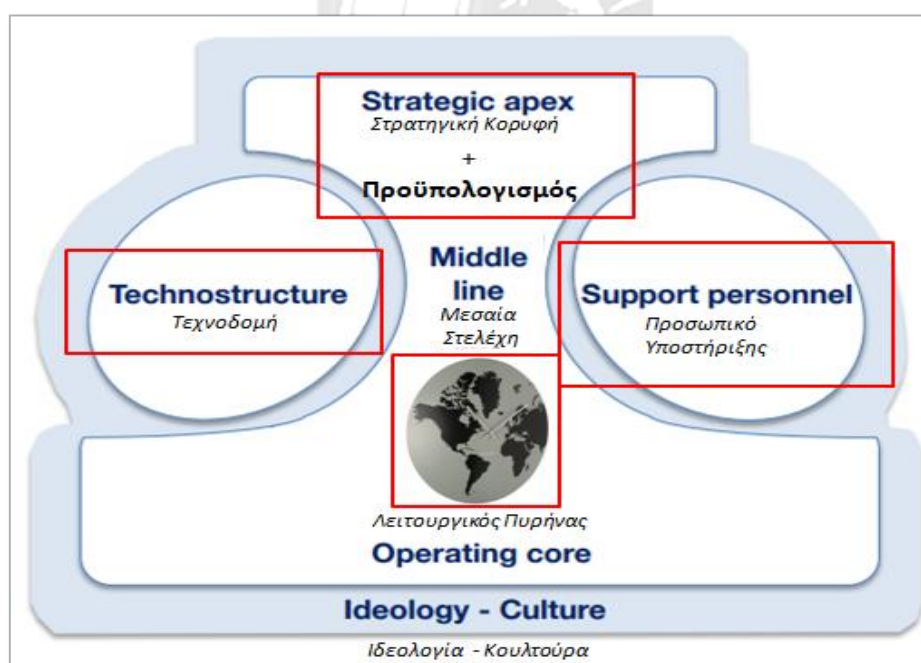 Strategic apex
Στρατηγική Κορυφή
+
Προϋπολογισμός
Technostructure
Τεχνοδομή
Middle
line
Μεσαία
Στελέχη
Support personnel
Προσωπικό
Υποστήριξης
Λειτουργικός Πυρήνας
Operating core
Ideology - Culture
Ιδεολογία - Κουλτούρα